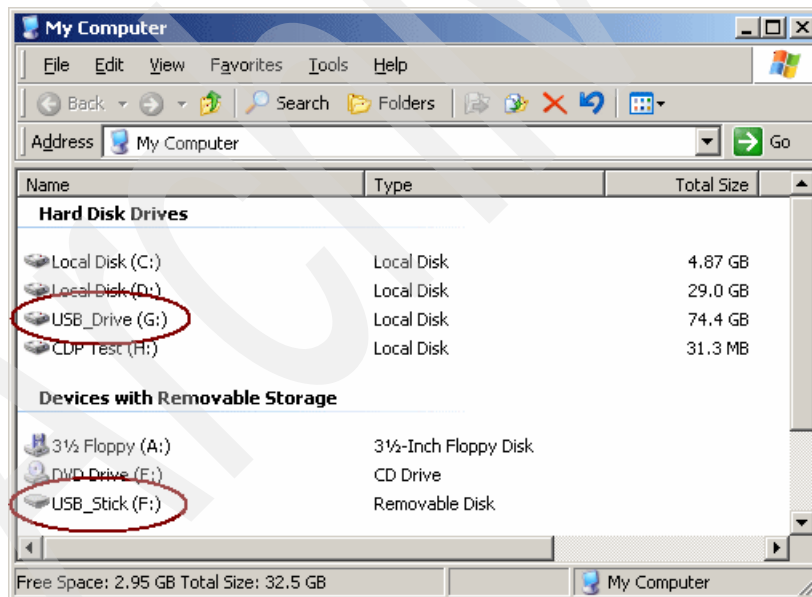 My Computer
File Edit View Favorites Tools Help
Back Search Folders
Address My Computer Go
Name Type Total Size
Hard Disk Drives
Local Disk (C:) Local Disk 4.87 GB
Local Disk (D:) Local Disk 29.0 GB
USB_Drive (G:) Local Disk 74.4 GB
CDP Test (H:) Local Disk 31.3 MB
Devices with Removable Storage
3½ Floppy (A:) 3½-Inch Floppy Disk
DVD Drive (E:) CD Drive
USB_Stick (F:) Removable Disk
Free Space: 2.95 GB Total Size: 32.5 GB My Computer